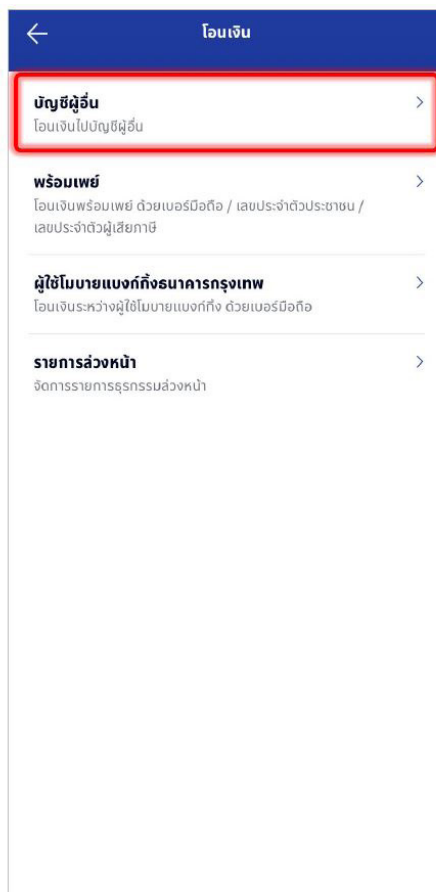 โอนเงิน
บัญชีผู้อื่น
โอนเงินไปบัญชีผู้อื่น
พร้อมเพย์
โอนเงินพร้อมเพย์ ด้วยเบอร์มือถือ / เลขประจำตัวประชาชน /
เลขประจำตัวผู้เสียภาษี
ผู้ใช้โมบายแบงก์กิ้งธนาคารกรุงเทพ
โอนเงินระหว่างผู้ใช้โมบายแบงก์กิ้ง ด้วยเบอร์มือถือ
รายการล่วงหน้า
จัดการรายการธุรกรรมล่วงหน้า